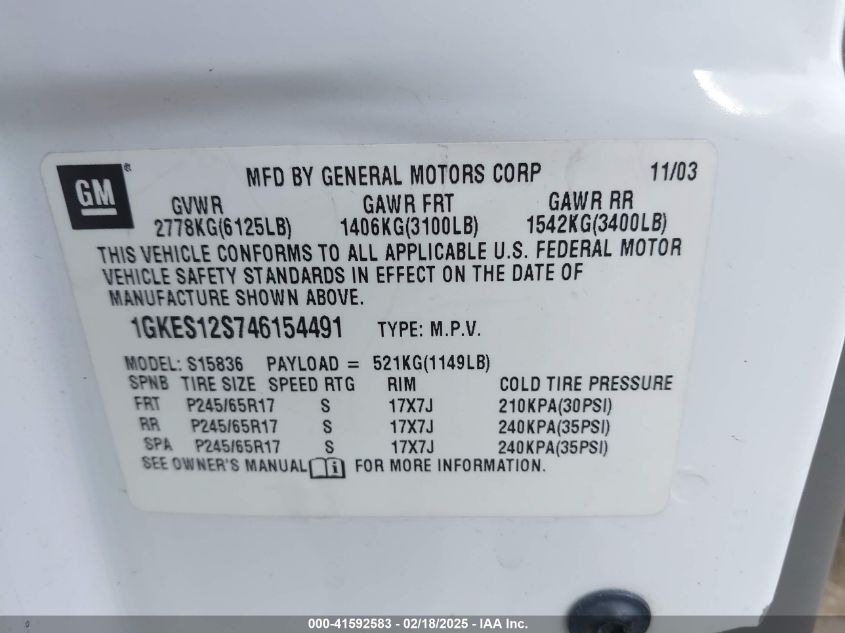 GM® MFD BY GENERAL MOTORS CORP 11/03
GVWR GAWR FRT GAWR RR
2778KG(6125LB) 1406KG(3100LB) 1542KG(3400LB)
THIS VEHICLE CONFORMS TO ALL APPLICABLE U.S. FEDERAL MOTOR
VEHICLE SAFETY STANDARDS IN EFFECT ON THE DATE OF
MANUFACTURE SHOWN ABOVE.
1GKES12S746154491 TYPE: M.P.V.
MODEL: S15836 PAYLOAD = 521KG(1149LB)
SPNB TIRE SIZE SPEED RTG RIM COLD TIRE PRESSURE
FRT P245/65R17 S 17X7J 210KPA(30PSI)
RR P245/65R17 S 17X7J 240KPA(35PSI)
SPA P245/65R17 S 17X7J 240KPA(35PSI)
SEE OWNER'S MANUAL i FOR MORE INFORMATION.
000-41592583 - 02/18/2025 - IAA Inc.